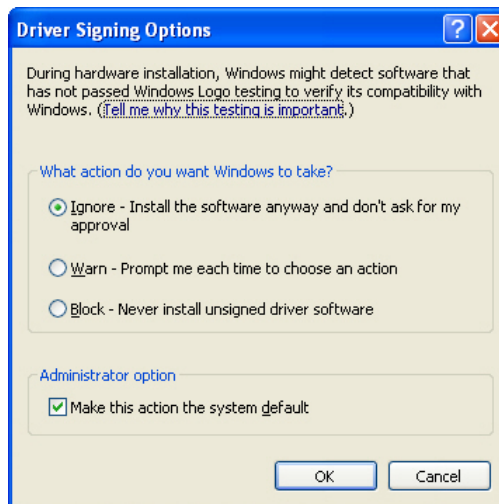 Driver Signing Options
During hardware installation, Windows might detect software that
has not passed Windows Logo testing to verify its compatibility with
Windows. (Tell me why this testing is important.)
What action do you want Windows to take?
Ignore - Install the software anyway and don't ask for my
approval
Warn - Prompt me each time to choose an action
Block - Never install unsigned driver software
Administrator option
Make this action the system default
OK Cancel